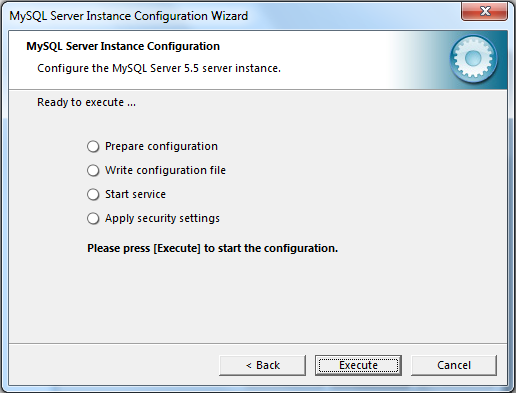 MySQL Server Instance Configuration Wizard
MySQL Server Instance Configuration
Configure the MySQL Server 5.5 server instance.
Ready to execute ...
Prepare configuration
Write configuration file
Start service
Apply security settings
Please press [Execute] to start the configuration.
< Back
Execute
Cancel